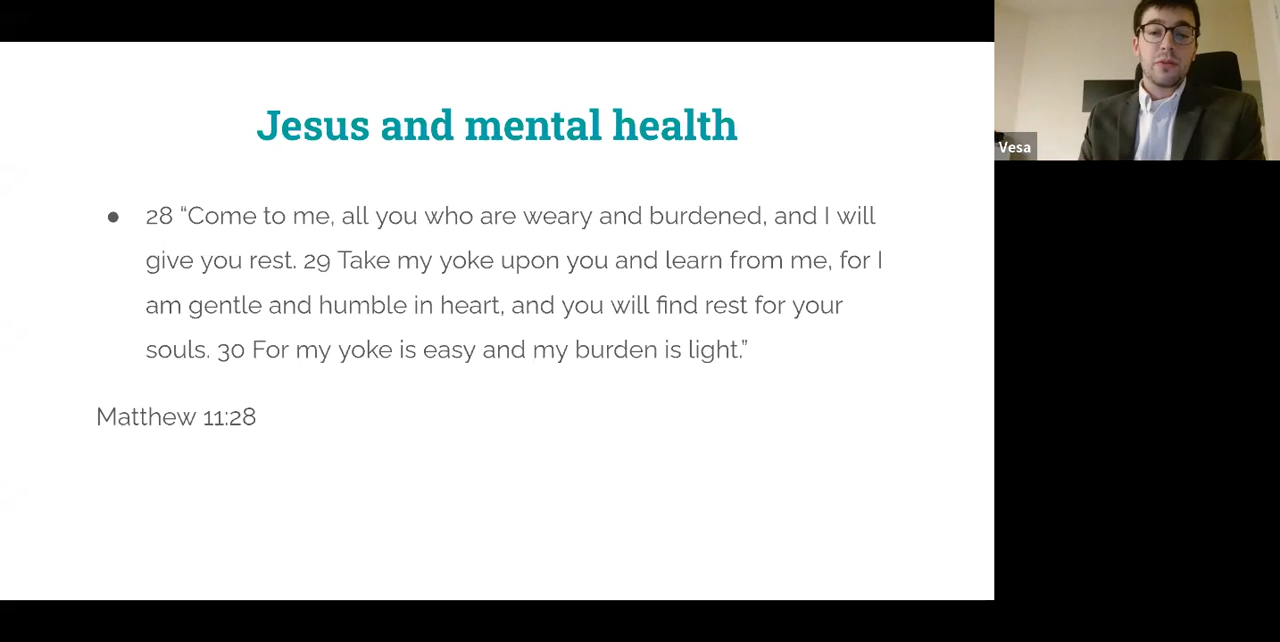 Jesus and mental health
● 28 “Come to me, all you who are weary and burdened, and I will
give you rest. 29 Take my yoke upon you and learn from me, for I
am gentle and humble in heart, and you will find rest for your
souls. 30 For my yoke is easy and my burden is light.”
Matthew 11:28
Vesa